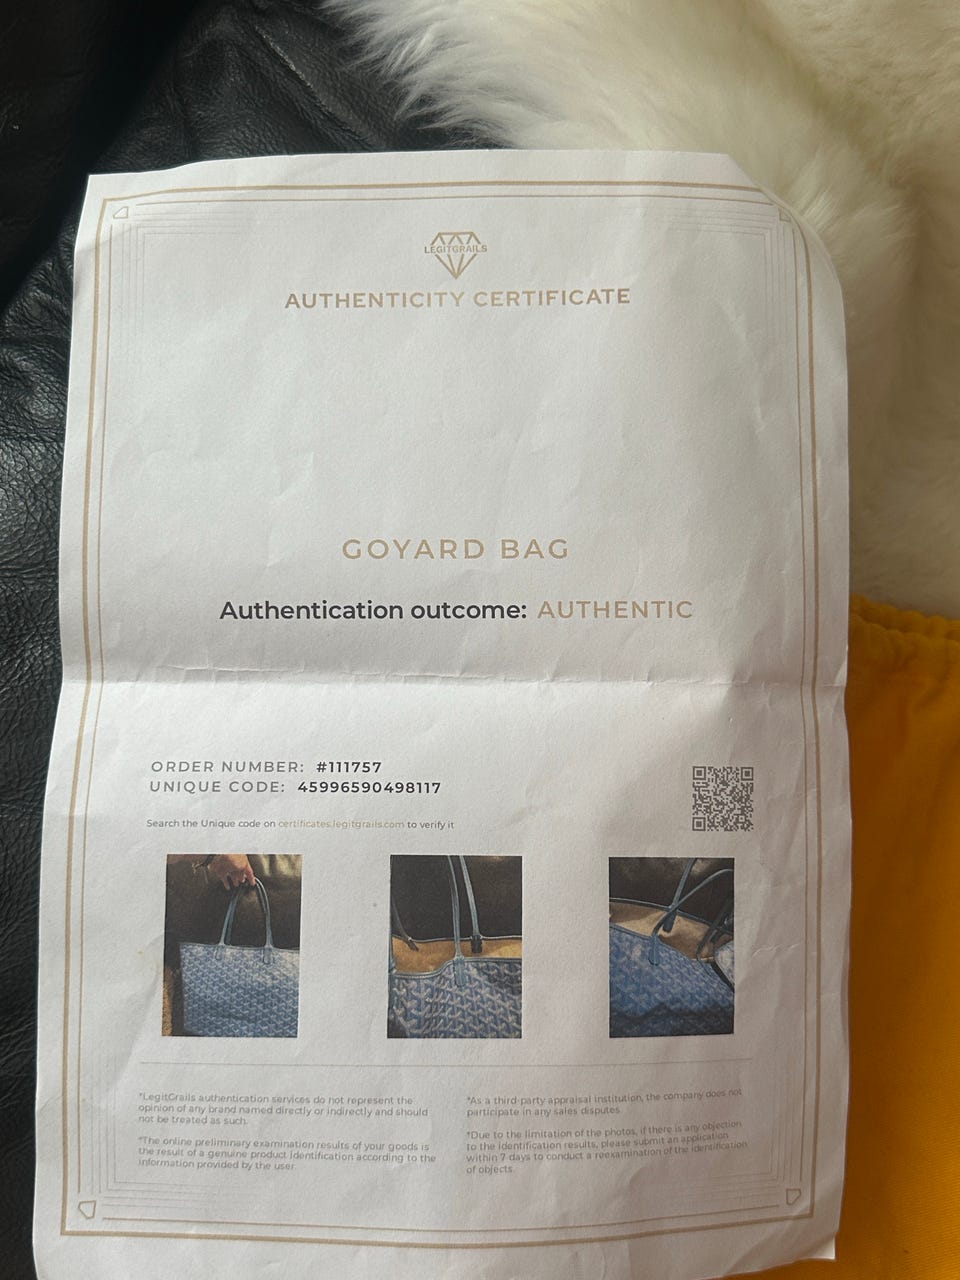 LEGITGRAILS
AUTHENTICITY CERTIFICATE
GOYARD BAG
Authentication outcome: AUTHENTIC
ORDER NUMBER: #111757
UNIQUE CODE: 45996590498117
Search the Unique code on certificates.legitgrails.com to verify it
*LegitGrails authentication services do not represent the
opinion of any brand named directly or indirectly and should
not be treated as such.
*The online preliminary examination results of your goods is
the result of a genuine product identification according to the
information provided by the user.
*As a third-party appraisal institution, the company does not
participate in any sales disputes.
*Due to the limitation of the photos, if there is any objection
to the identification results, please submit an application
within 7 days to conduct a reexamination of the identification
of objects.